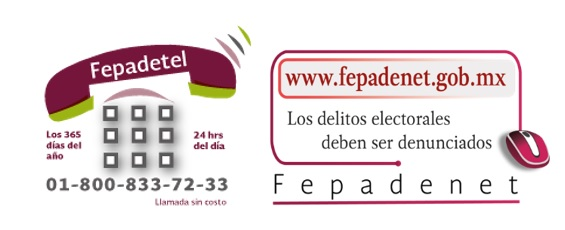 Fepadetel
Los 365
días del
año
24 hrs
del día
01-800-833-72-33
Llamada sin costo
www.fepadenet.gob.mx
Los delitos electorales
deben ser denunciados
Fepadenet